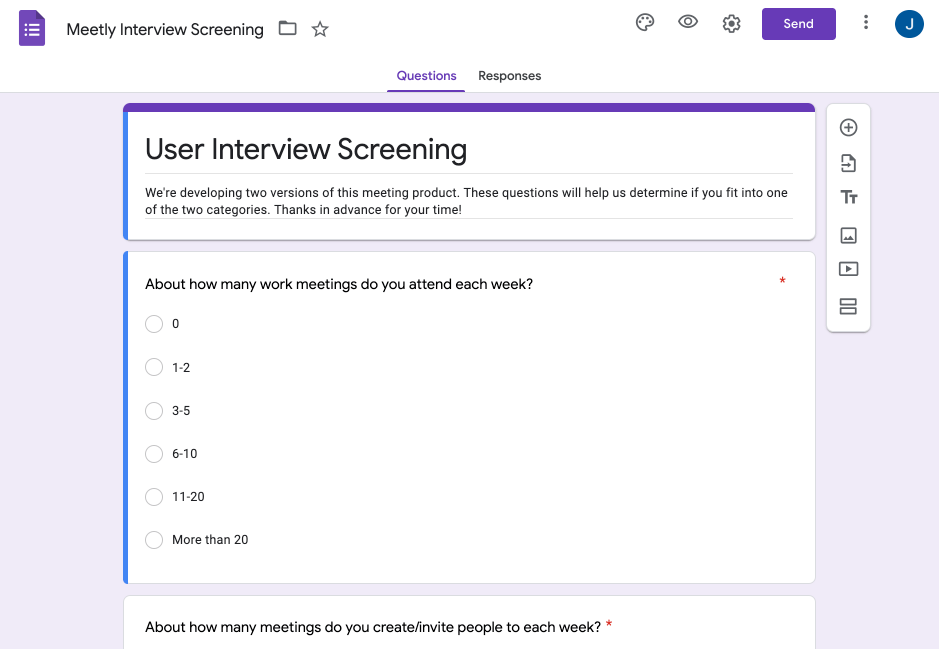 Meetly Interview Screening
Send
J
Questions
Responses
User Interview Screening
We're developing two versions of this meeting product. These questions will help us determine if you fit into one
of the two categories. Thanks in advance for your time!
Tт
About how many work meetings do you attend each week? *
0
1-2
3-5
6-10
11-20
More than 20
About how many meetings do you create/invite people to each week? *